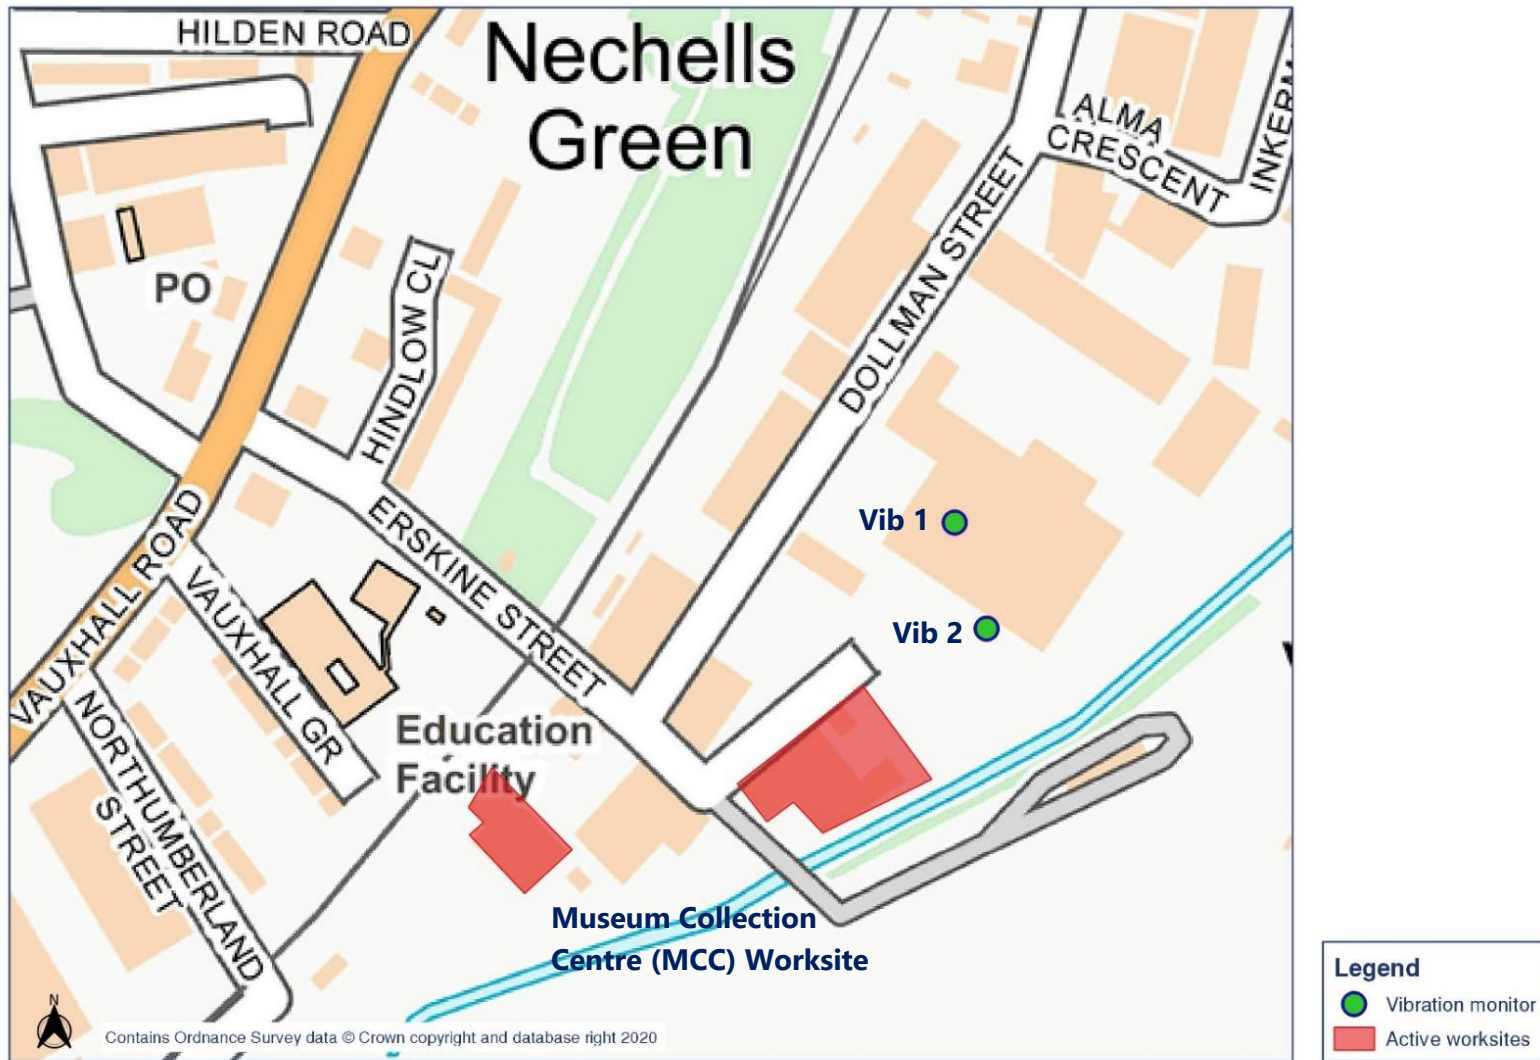 HILDEN ROAD
Nechells
Green
ALMA
CRESCENT
INKERM
DOLLMAN STREET
PO
HINDLOW CL
VAUXHALL ROAD
ERSKINE STREET
VAUXHALL GR
Vib 1
Vib 2
NORTHUMBERLAND
STREET
Education
Facility
Museum Collection
Centre (MCC) Worksite
N
Contains Ordnance Survey data © Crown copyright and database right 2020
Legend
Vibration monitor
Active worksites